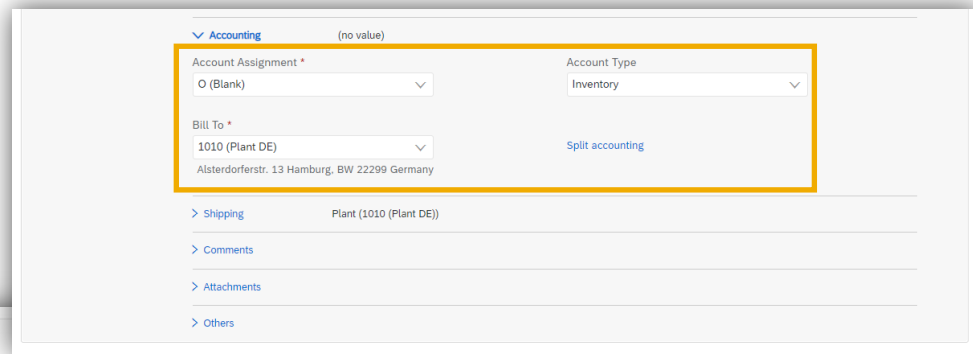 Accounting (no value)
Account Assignment * Account Type
O (Blank) Inventory
Bill To *
1010 (Plant DE) Split accounting
Alsterdorferstr. 13 Hamburg, BW 22299 Germany
Shipping Plant (1010 (Plant DE))
Comments
Attachments
Others